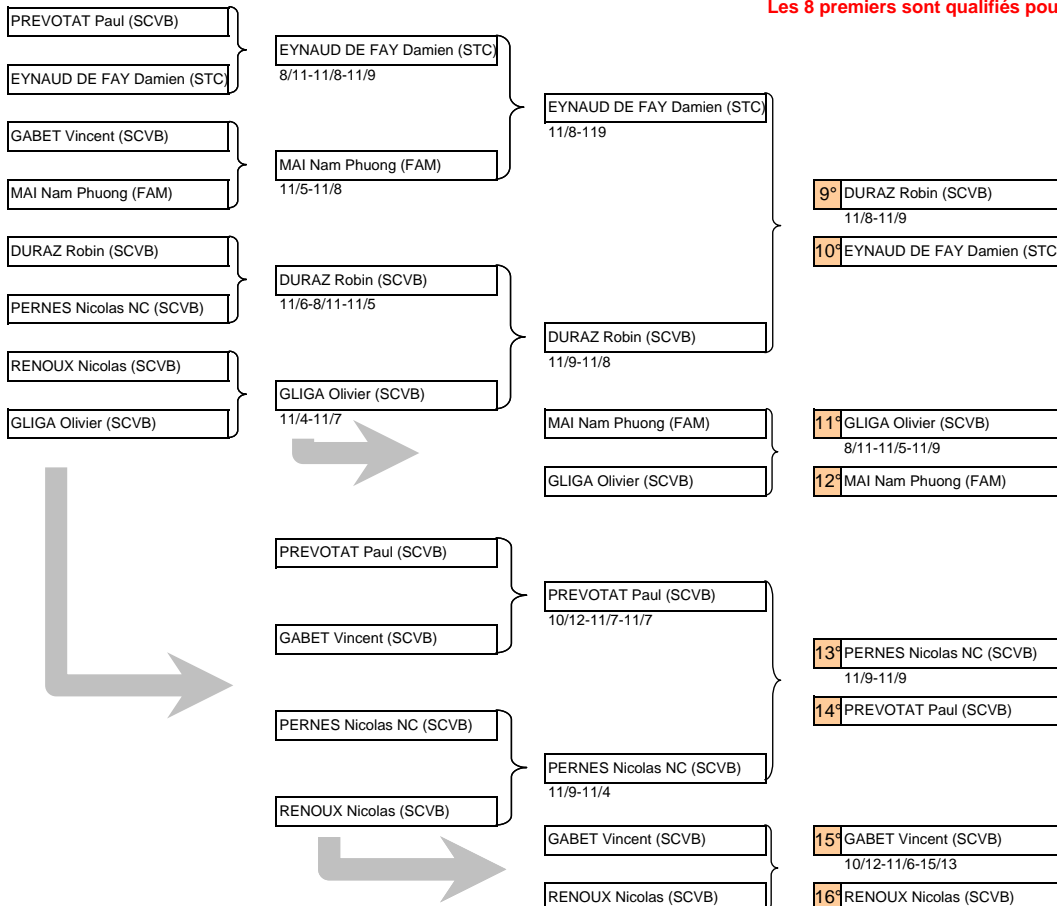 Les 8 premiers sont qualifiés pou
PREVOTAT Paul (SCVB)
EYNAUD DE FAY Damien (STC)
GABET Vincent (SCVB)
MAI Nam Phuong (FAM)
DURAZ Robin (SCVB)
PERNES Nicolas NC (SCVB)
RENOUX Nicolas (SCVB)
GLIGA Olivier (SCVB)
EYNAUD DE FAY Damien (STC)
8/11-11/8-11/9
MAI Nam Phuong (FAM)
11/5-11/8
DURAZ Robin (SCVB)
11/6-8/11-11/5
GLIGA Olivier (SCVB)
11/4-11/7
EYNAUD DE FAY Damien (STC)
11/8-119
DURAZ Robin (SCVB)
11/9-11/8
MAI Nam Phuong (FAM)
GLIGA Olivier (SCVB)
9° DURAZ Robin (SCVB)
11/8-11/9
10° EYNAUD DE FAY Damien (STC
11° GLIGA Olivier (SCVB)
8/11-11/5-11/9
12° MAI Nam Phuong (FAM)
PREVOTAT Paul (SCVB)
GABET Vincent (SCVB)
PERNES Nicolas NC (SCVB)
RENOUX Nicolas (SCVB)
PREVOTAT Paul (SCVB)
10/12-11/7-11/7
PERNES Nicolas NC (SCVB)
11/9-11/4
GABET Vincent (SCVB)
RENOUX Nicolas (SCVB)
13° PERNES Nicolas NC (SCVB)
11/9-11/9
14° PREVOTAT Paul (SCVB)
15° GABET Vincent (SCVB)
10/12-11/6-15/13
16° RENOUX Nicolas (SCVB)